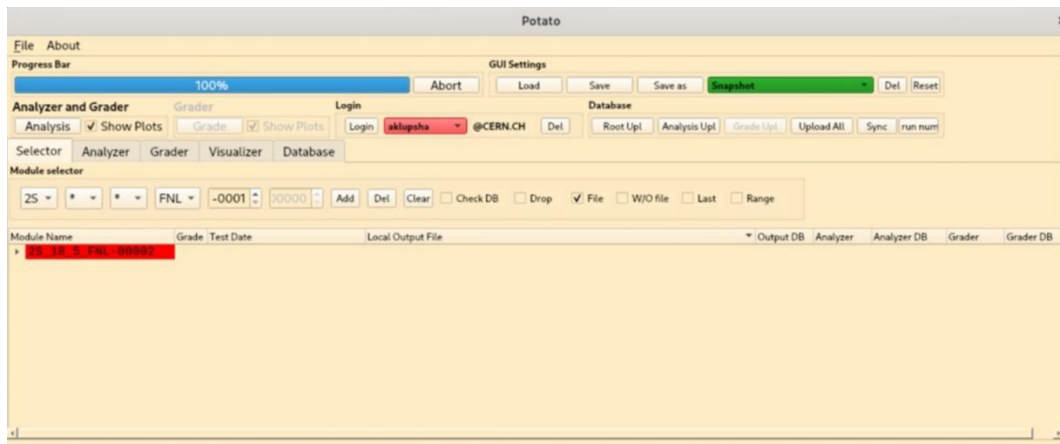 Potato
File About
Progress Bar GUI Settings
100% Abort Load Save Save as Snapshot Del Reset
Analyzer and Grader Grader Login Database
Analysis Show Plots Grade Show Plots Login aklupsha @CERN.CH Del Root Upl Analysis Upl Grade Upl Upload All Sync run num
Selector Analyzer Grader Visualizer Database
Module selector
2S * * FNL -0001 Add Del Clear Check DB Drop File W/O file Last Range
Module Name Grade Test Date Local Output File Output DB Analyzer Analyzer DB Grader Grader DB
2S_18_5_FNL-00002